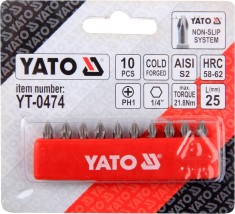 NON-SLIP
SYSTEM
YATO
10
PCS
COLD
FORGED
AISI
S2
HRC
58-62
item number:
YT-0474
PH1
1/4"
max.
TORQUE
21.8Nm
L(mm)
25
YATO